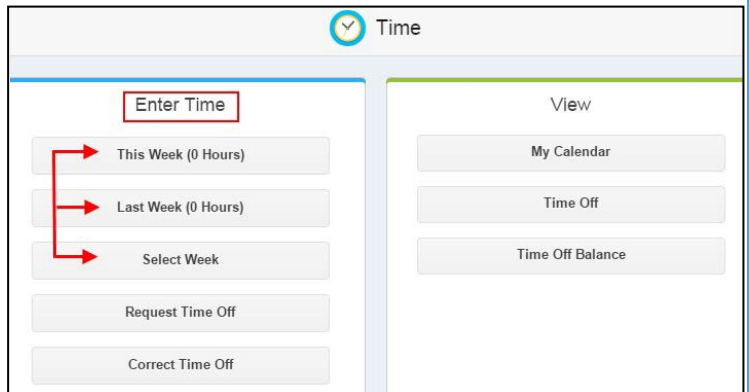 Time
Enter Time
This Week (0 Hours)
Last Week (0 Hours)
Select Week
Request Time Off
Correct Time Off
View
My Calendar
Time Off
Time Off Balance